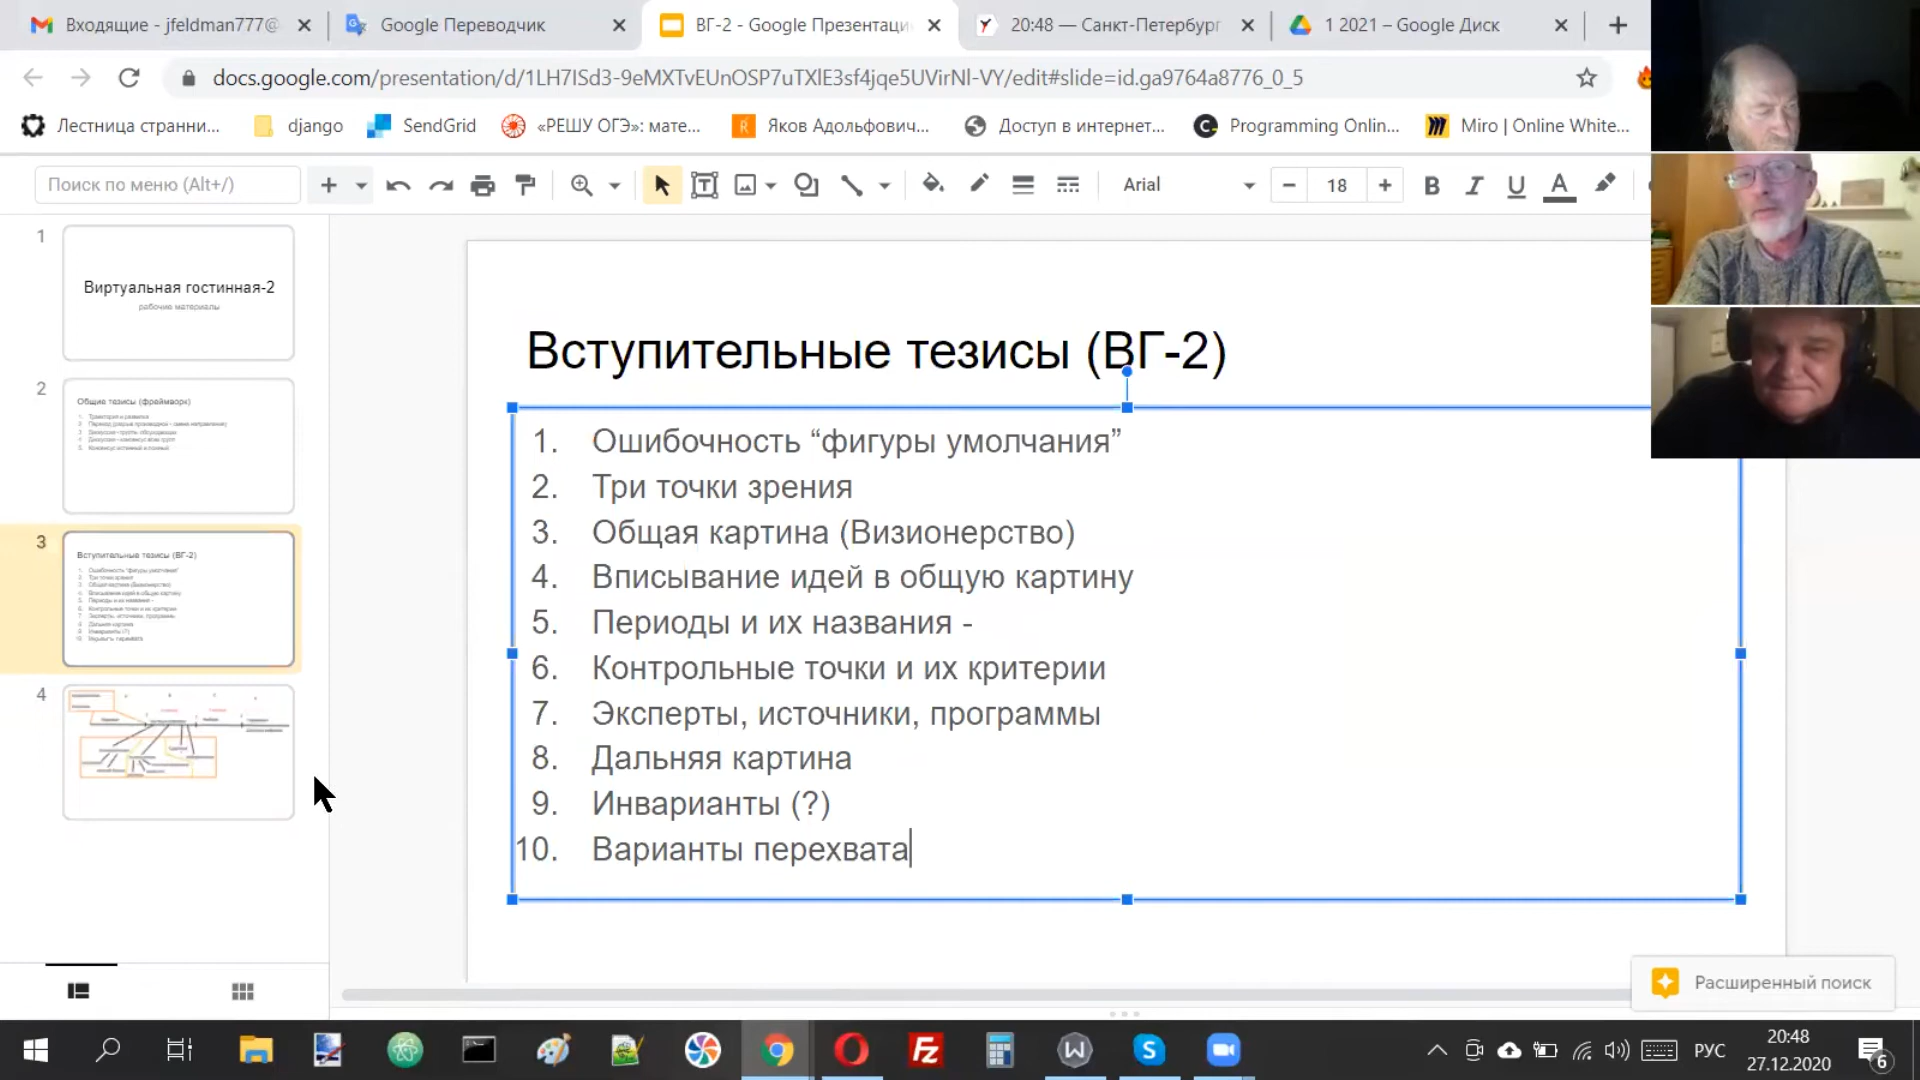 Входящие - jfeldman777@
Google Переводчик
ВГ-2 - Google Презентаци
20:48 — Санкт-Петербург
1 2021 – Google Диск
docs.google.com/presentation/d/1LH7ISd3-9eMXTvEUnOSP7uTXlE3sf4jqe5UVirNl-VY/edit#slide=id.ga9764a8776_0_5
Лестница странни...
django
SendGrid
«РЕШУ ОГЭ»: мате...
Яков Адольфович...
Доступ в интернет...
Programming Onlin...
Miro | Online White...
Поиск по меню (Alt+/)
Arial
18
1
Виртуальная гостинная-2
рабочие материалы
2
Общие тезисы (фреймворк)
3
Вступительные тезисы (ВГ-2)
4
Вступительные тезисы (ВГ-2)
1. Ошибочность “фигуры умолчания”
2. Три точки зрения
3. Общая картина (Визионерство)
4. Вписывание идей в общую картину
5. Периоды и их названия -
6. Контрольные точки и их критерии
7. Эксперты, источники, программы
8. Дальняя картина
9. Инварианты (?)
10. Варианты перехвата
Расширенный поиск
РУС
20:48
27.12.2020
6